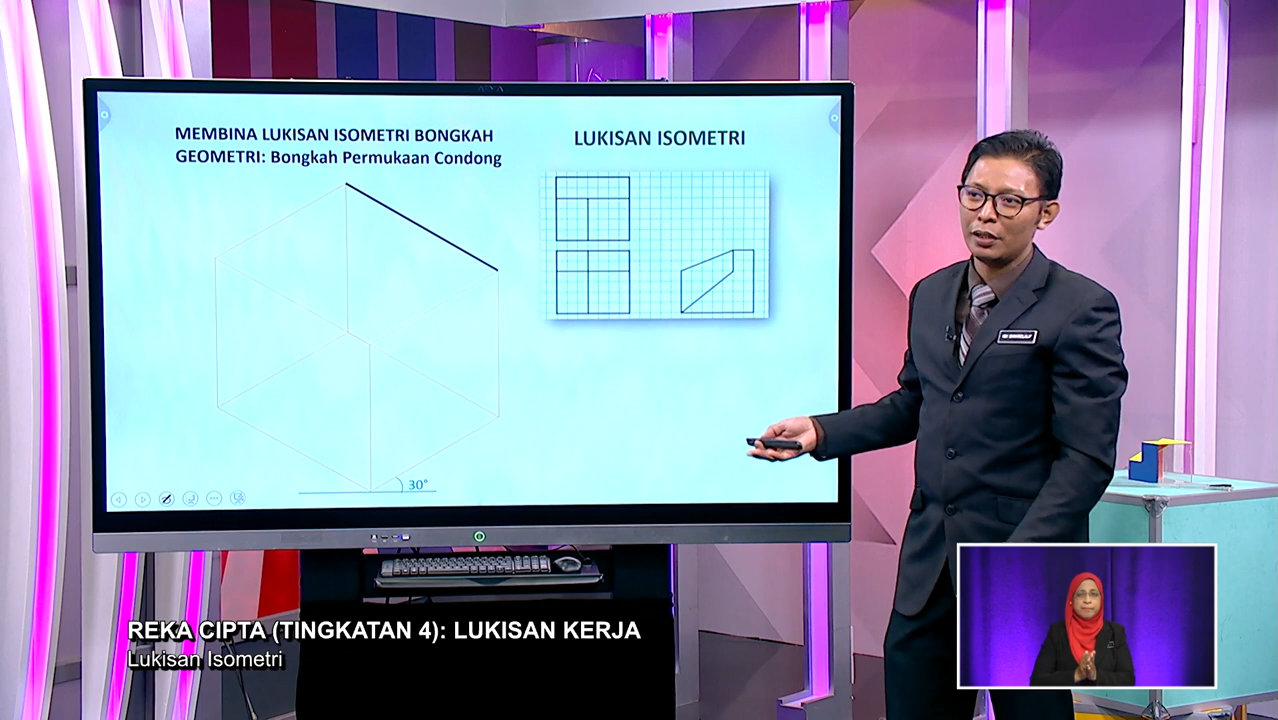 MEMBINA LUKISAN ISOMETRI BONGKAH
GEOMETRI: Bongkah Permukaan Condong
LUKISAN ISOMETRI
30°
REKA CIPTA (TINGKATAN 4): LUKISAN KERJA
Lukisan Isometri